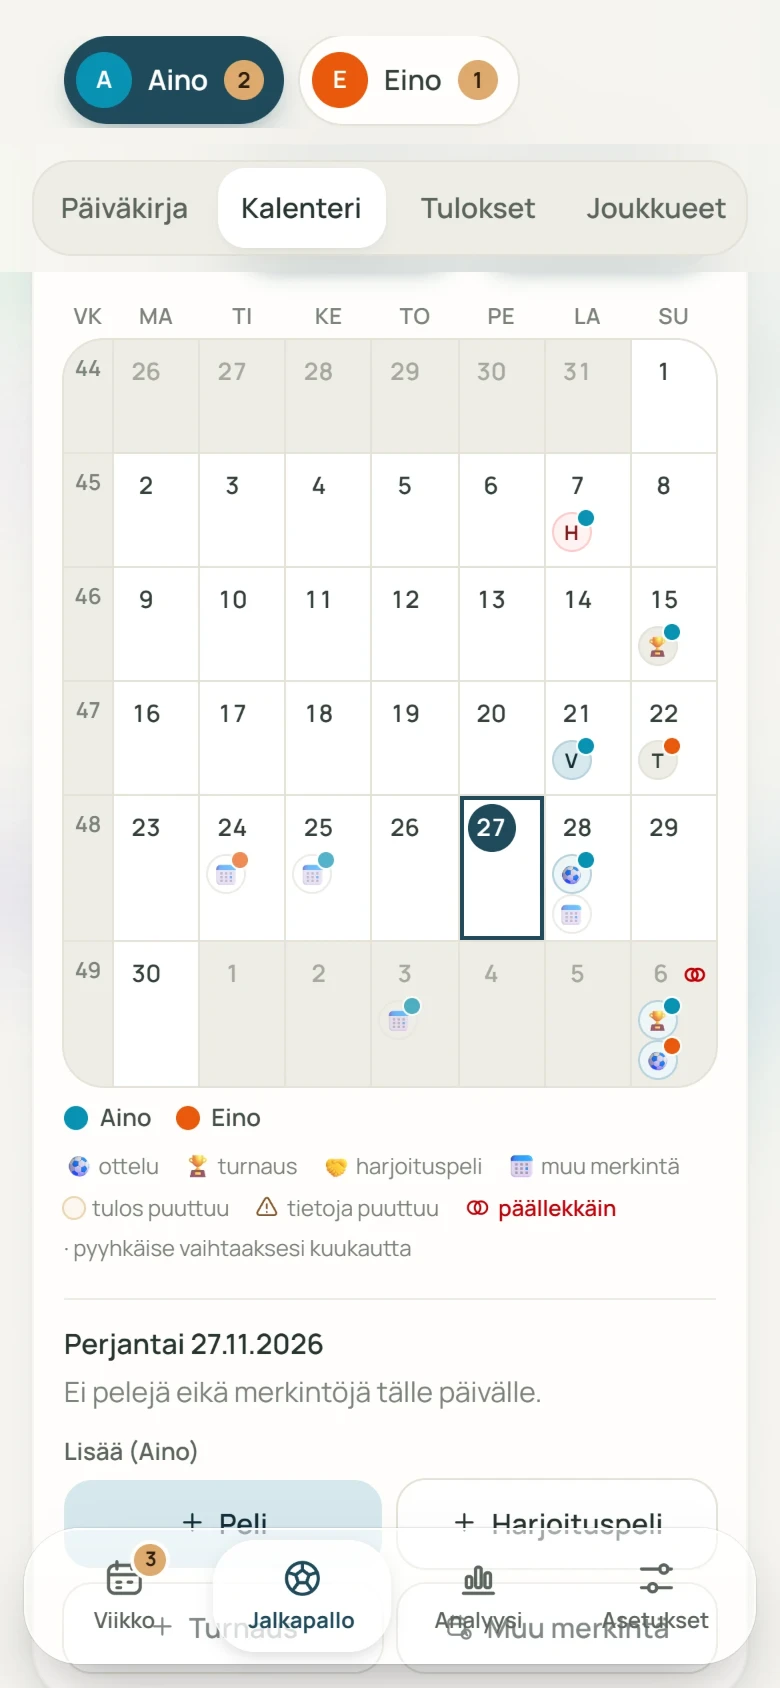 A Aino 2 E Eino 1
Päiväkirja Kalenteri Tulokset Joukkueet
VK MA TI KE TO PE LA SU
44 26 27 28 29 30 31 1
45 2 3 4 5 6 7 8
H
46 9 10 11 12 13 14 15
47 16 17 18 19 20 21 22
V T
48 23 24 25 26 27 28 29
49 30 1 2 3 4 5 6
Aino Eino
ottelu turnaus harjoituspeli muu merkintä
tulos puuttuu tietoja puuttuu päällekkäin
· pyyhkäise vaihtaaksesi kuukautta
Perjantai 27.11.2026
Ei pelejä eikä merkintöjä tälle päivälle.
Lisää (Aino)
+ Peli + Harjoituspeli
3
Viikko Jalkapallo Analyysi Asetukset
+ Turnaus Muu merkintä